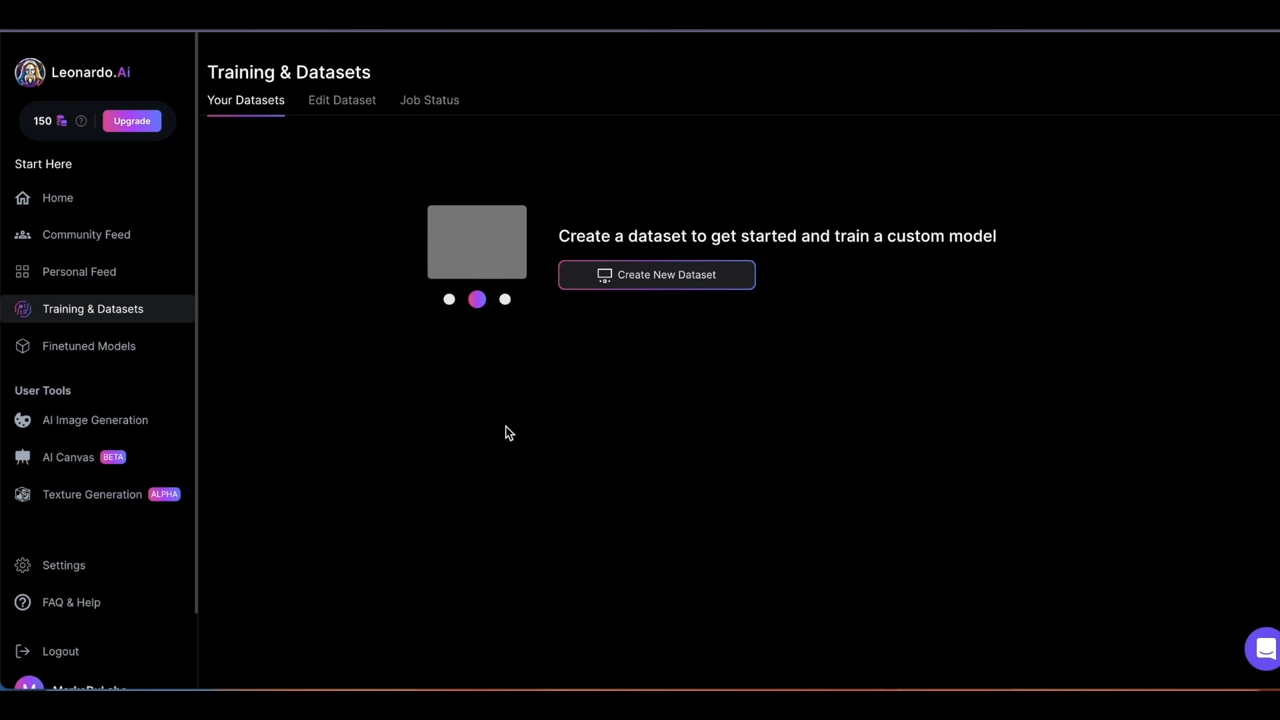 Leonardo.Ai
150
Upgrade
Start Here
Home
Community Feed
Personal Feed
Training & Datasets
Finetuned Models
User Tools
AI Image Generation
AI Canvas BETA
Texture Generation ALPHA
Settings
FAQ & Help
Logout
M
Training & Datasets
Your Datasets Edit Dataset Job Status
Create a dataset to get started and train a custom model
Create New Dataset